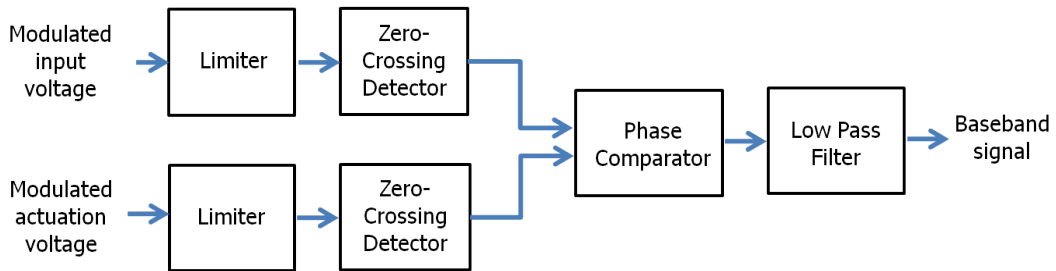 Modulated
input
voltage
Limiter
Zero-
Crossing
Detector
Modulated
actuation
voltage
Limiter
Zero-
Crossing
Detector
Phase
Comparator
Low Pass
Filter
Baseband
signal